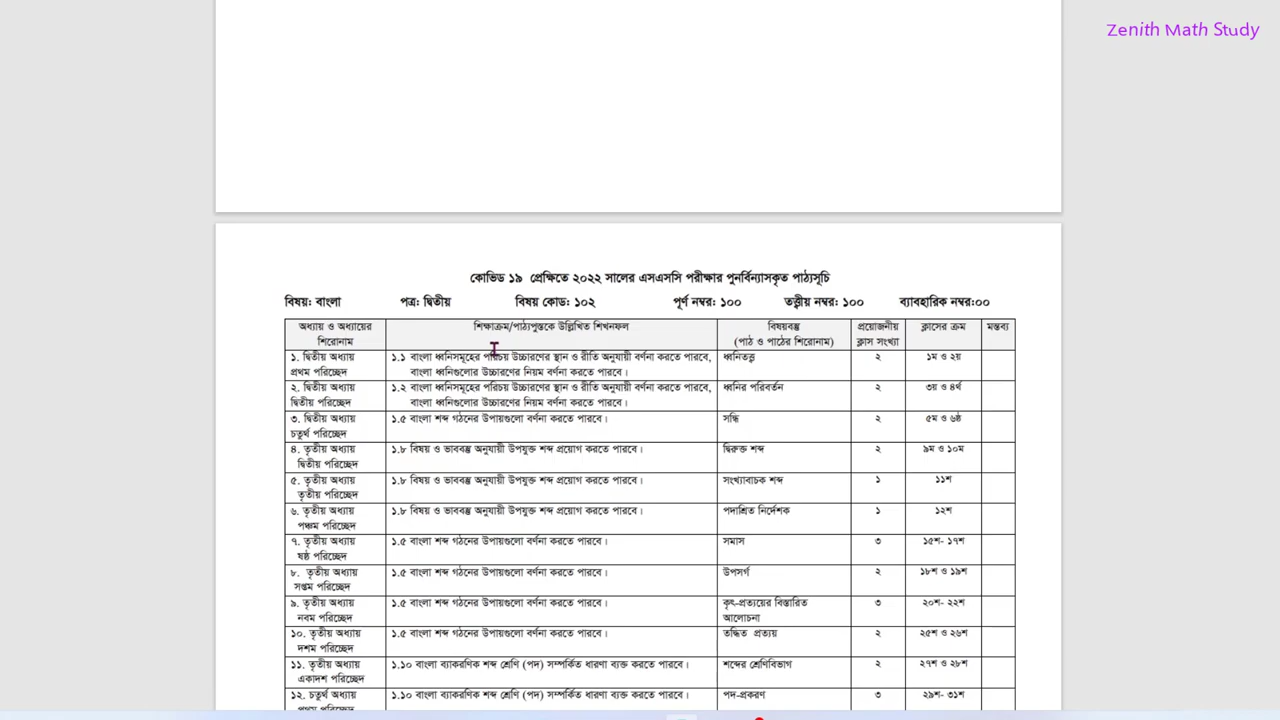 Zenith Math Study
কোভিড ১৯ প্রেক্ষিতে ২০২২ সালের এসএসসি পরীক্ষার পুনর্বিন্যাসকৃত পাঠ্যসূচি
বিষয়: বাংলা পত্র: দ্বিতীয় বিষয় কোড: ১০২ পূর্ণ নম্বর: ১০০ তত্ত্বীয় নম্বর: ১০০ ব্যাবহারিক নম্বর:০০
অধ্যায় ও অধ্যায়ের শিক্ষাক্রম/পাঠ্যপুস্তকে উল্লিখিত শিখনফল বিষয়বস্তু প্রয়োজনীয় ক্লাসের ক্রম মন্তব্য
শিরোনাম (পাঠ ও পাঠের শিরোনাম) ক্লাস সংখ্যা
১. দ্বিতীয় অধ্যায় ১.১ বাংলা ধ্বনিসমূহের পরিচয় উচ্চারণের স্থান ও রীতি অনুযায়ী বর্ণনা করতে পারবে, ধ্বনিতত্ত্ব ২ ১ম ও ২য়
প্রথম পরিচ্ছেদ বাংলা ধ্বনিগুলোর উচ্চারণের নিয়ম বর্ণনা করতে পারবে।
২. দ্বিতীয় অধ্যায় ১.২ বাংলা ধ্বনিসমূহের পরিচয় উচ্চারণের স্থান ও রীতি অনুযায়ী বর্ণনা করতে পারবে, ধ্বনির পরিবর্তন ২ ৩য় ও ৪র্থ
দ্বিতীয় পরিচ্ছেদ বাংলা ধ্বনিগুলোর উচ্চারণের নিয়ম বর্ণনা করতে পারবে।
৩. দ্বিতীয় অধ্যায় ১.৫ বাংলা শব্দ গঠনের উপায়গুলো বর্ণনা করতে পারবে। সন্ধি ২ ৫ম ও ৬ষ্ঠ
চতুর্থ পরিচ্ছেদ
৪. তৃতীয় অধ্যায় ১.৮ বিষয় ও ভাববস্তু অনুযায়ী উপযুক্ত শব্দ প্রয়োগ করতে পারবে। দ্বিরুক্ত শব্দ ২ ৯ম ও ১০ম
দ্বিতীয় পরিচ্ছেদ
৫. তৃতীয় অধ্যায় ১.৮ বিষয় ও ভাববস্তু অনুযায়ী উপযুক্ত শব্দ প্রয়োগ করতে পারবে। সংখ্যাবাচক শব্দ ১ ১১শ
তৃতীয় পরিচ্ছেদ
৬. তৃতীয় অধ্যায় ১.৮ বিষয় ও ভাববস্তু অনুযায়ী উপযুক্ত শব্দ প্রয়োগ করতে পারবে। পদাশ্রিত নির্দেশক ১ ১২শ
পঞ্চম পরিচ্ছেদ
৭. তৃতীয় অধ্যায় ১.৫ বাংলা শব্দ গঠনের উপায়গুলো বর্ণনা করতে পারবে। সমাস ৩ ১৫শ- ১৭শ
ষষ্ঠ পরিচ্ছেদ
৮. তৃতীয় অধ্যায় ১.৫ বাংলা শব্দ গঠনের উপায়গুলো বর্ণনা করতে পারবে। উপসর্গ ২ ১৮শ ও ১৯শ
সপ্তম পরিচ্ছেদ
৯. তৃতীয় অধ্যায় ১.৫ বাংলা শব্দ গঠনের উপায়গুলো বর্ণনা করতে পারবে। কৃৎ-প্রত্যয়ের বিস্তারিত ৩ ২০শ- ২২শ
নবম পরিচ্ছেদ আলোচনা
১০. তৃতীয় অধ্যায় ১.৫ বাংলা শব্দ গঠনের উপায়গুলো বর্ণনা করতে পারবে। তদ্ধিত প্রত্যয় ২ ২৫শ ও ২৬শ
দশম পরিচ্ছেদ
১১. তৃতীয় অধ্যায় ১.১০ বাংলা ব্যাকরণিক শব্দ শ্রেণি (পদ) সম্পর্কিত ধারণা ব্যক্ত করতে পারবে। শব্দের শ্রেণিবিভাগ ২ ২৭শ ও ২৮শ
একাদশ পরিচ্ছেদ
১২. চতুর্থ অধ্যায় ১.১০ বাংলা ব্যাকরণিক শব্দ শ্রেণি (পদ) সম্পর্কিত ধারণা ব্যক্ত করতে পারবে। পদ-প্রকরণ ৩ ২৯শ- ৩১শ
প্রথম পরিচ্ছেদ